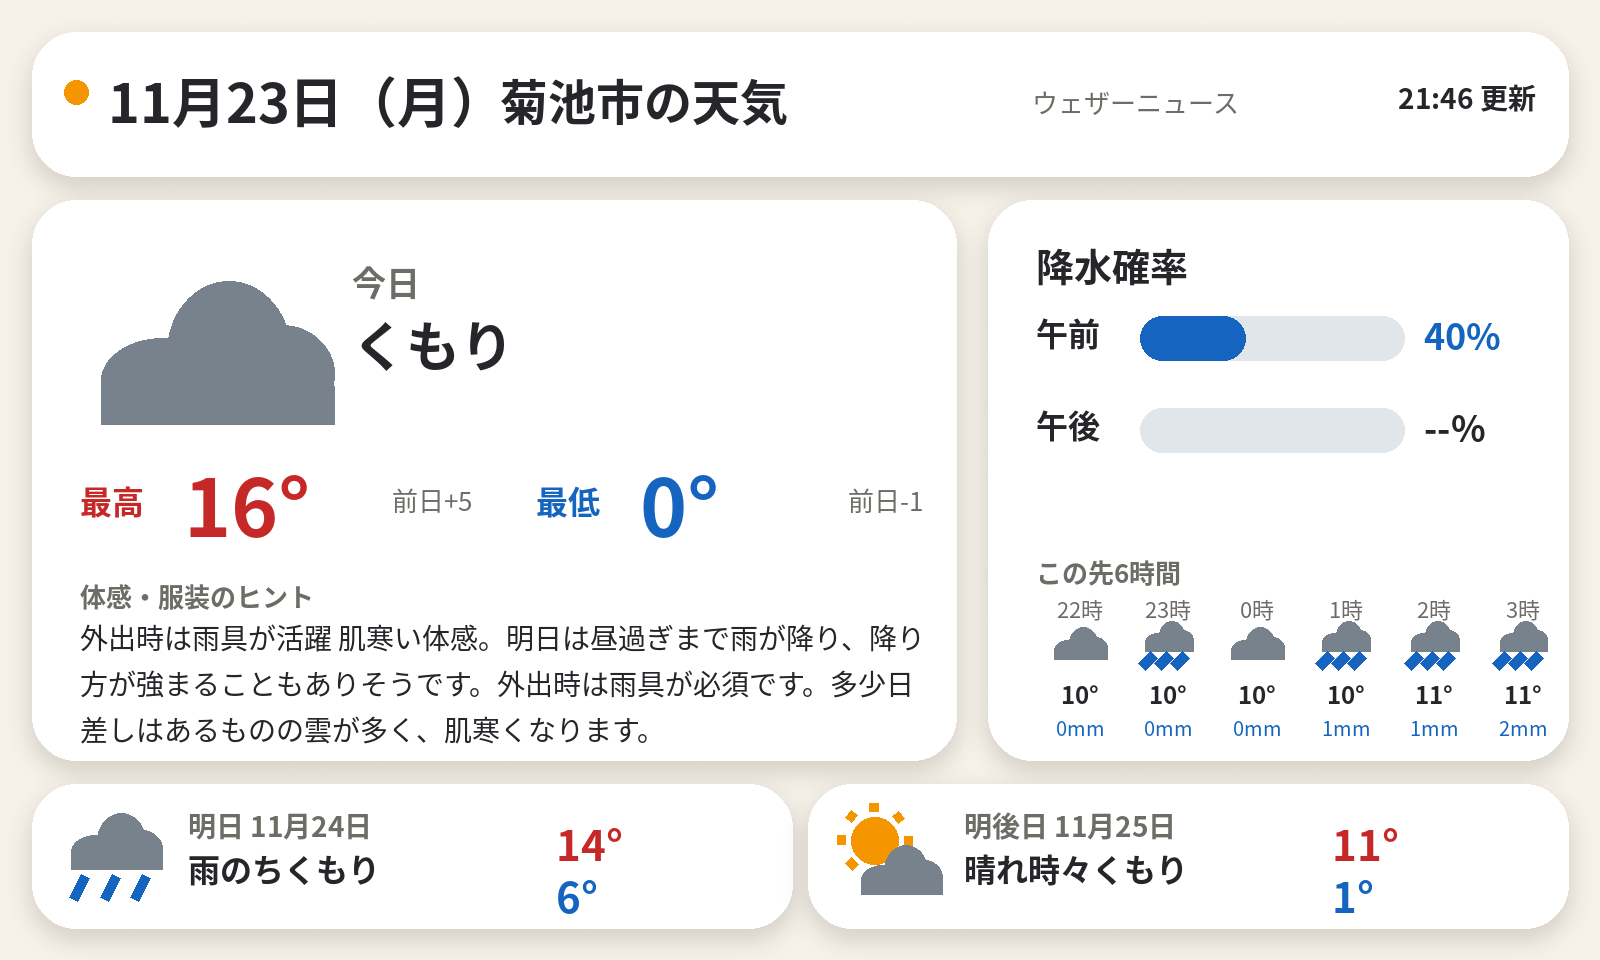 11月23日（月）菊池市の天気
ウェザーニュース
21:46 更新
今日
くもり
最高 16° 前日+5 最低 0° 前日-1
体感・服装のヒント
外出時は雨具が活躍 肌寒い体感。明日は昼過ぎまで雨が降り、降り
方が強まることもありそうです。外出時は雨具が必須です。多少日
差しはあるものの雲が多く、肌寒くなります。
降水確率
午前 40%
午後 --%
この先6時間
22時 23時 0時 1時 2時 3時
10° 10° 10° 10° 11° 11°
0mm 0mm 0mm 1mm 1mm 2mm
明日 11月24日
雨のちくもり
14°
6°
明後日 11月25日
晴れ時々くもり
11°
1°